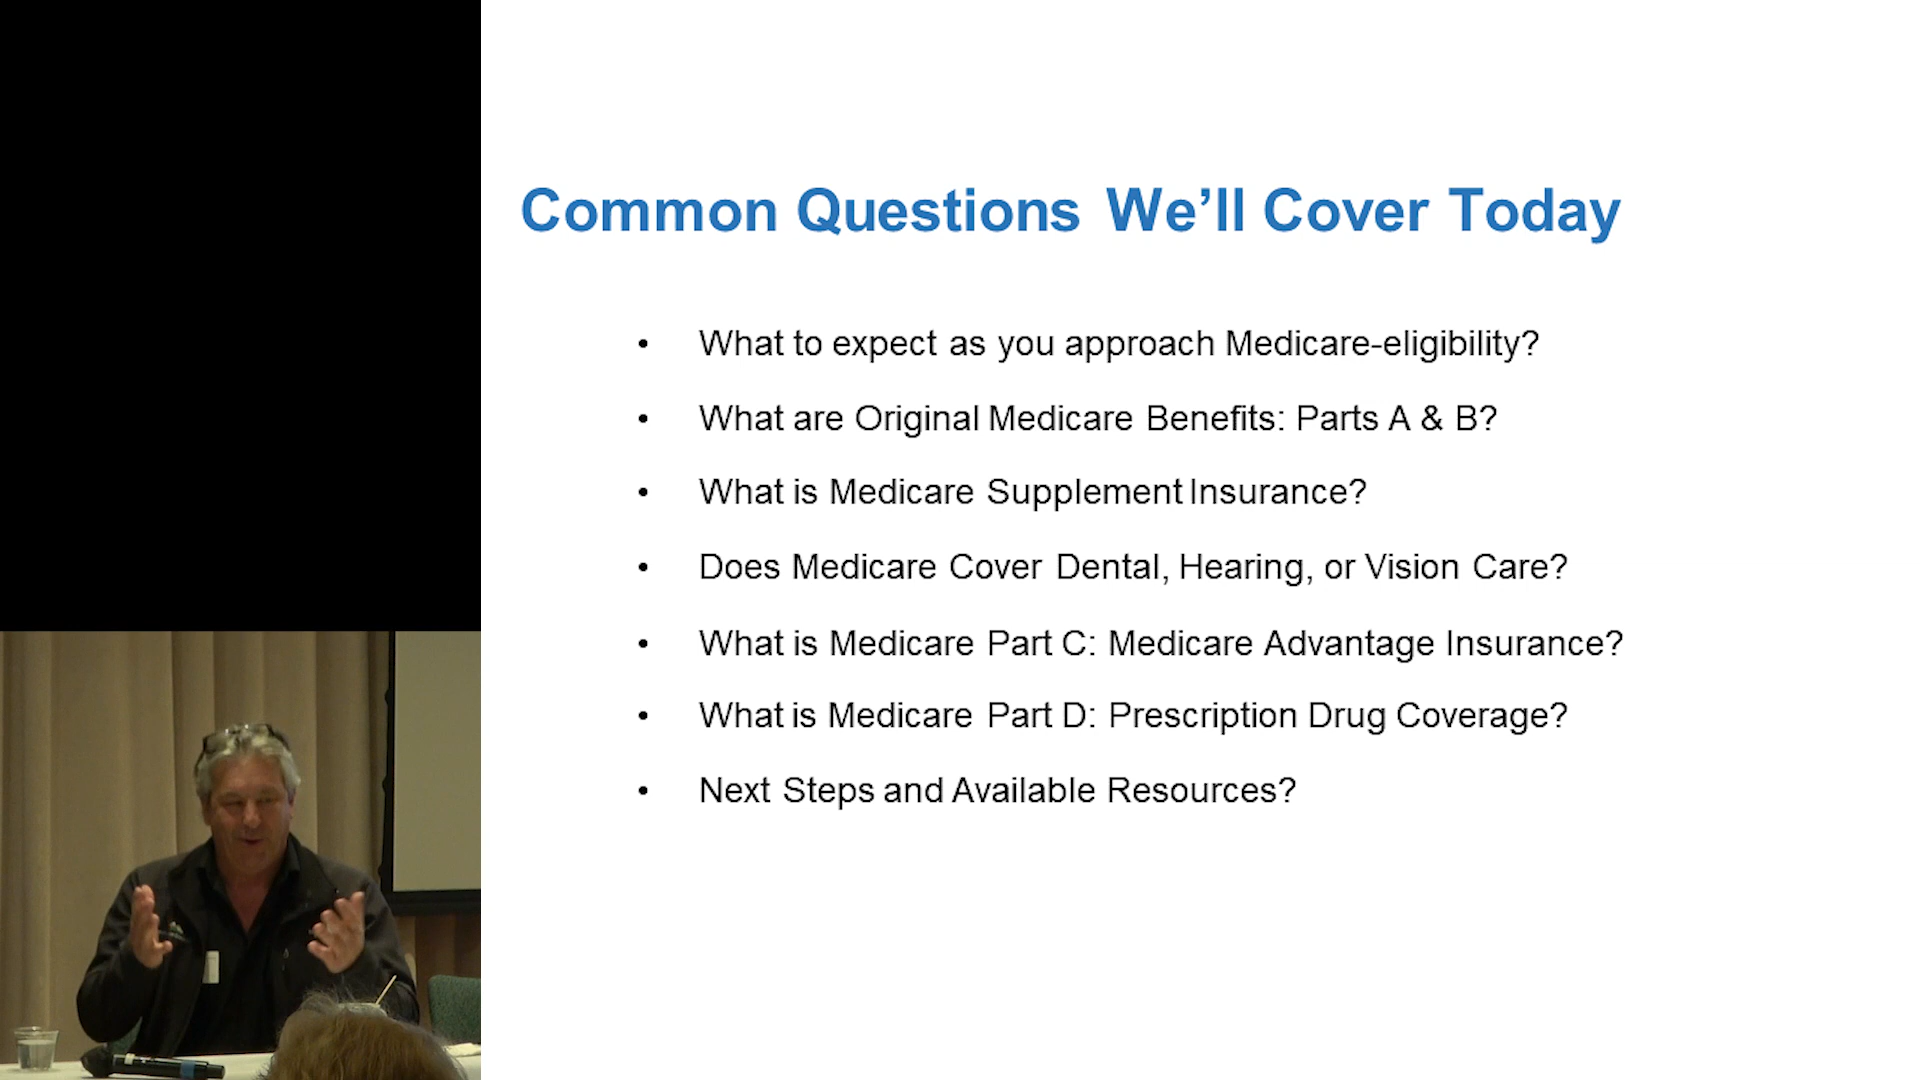 Common Questions We’ll Cover Today
• What to expect as you approach Medicare-eligibility?
• What are Original Medicare Benefits: Parts A & B?
• What is Medicare Supplement Insurance?
• Does Medicare Cover Dental, Hearing, or Vision Care?
• What is Medicare Part C: Medicare Advantage Insurance?
• What is Medicare Part D: Prescription Drug Coverage?
• Next Steps and Available Resources?